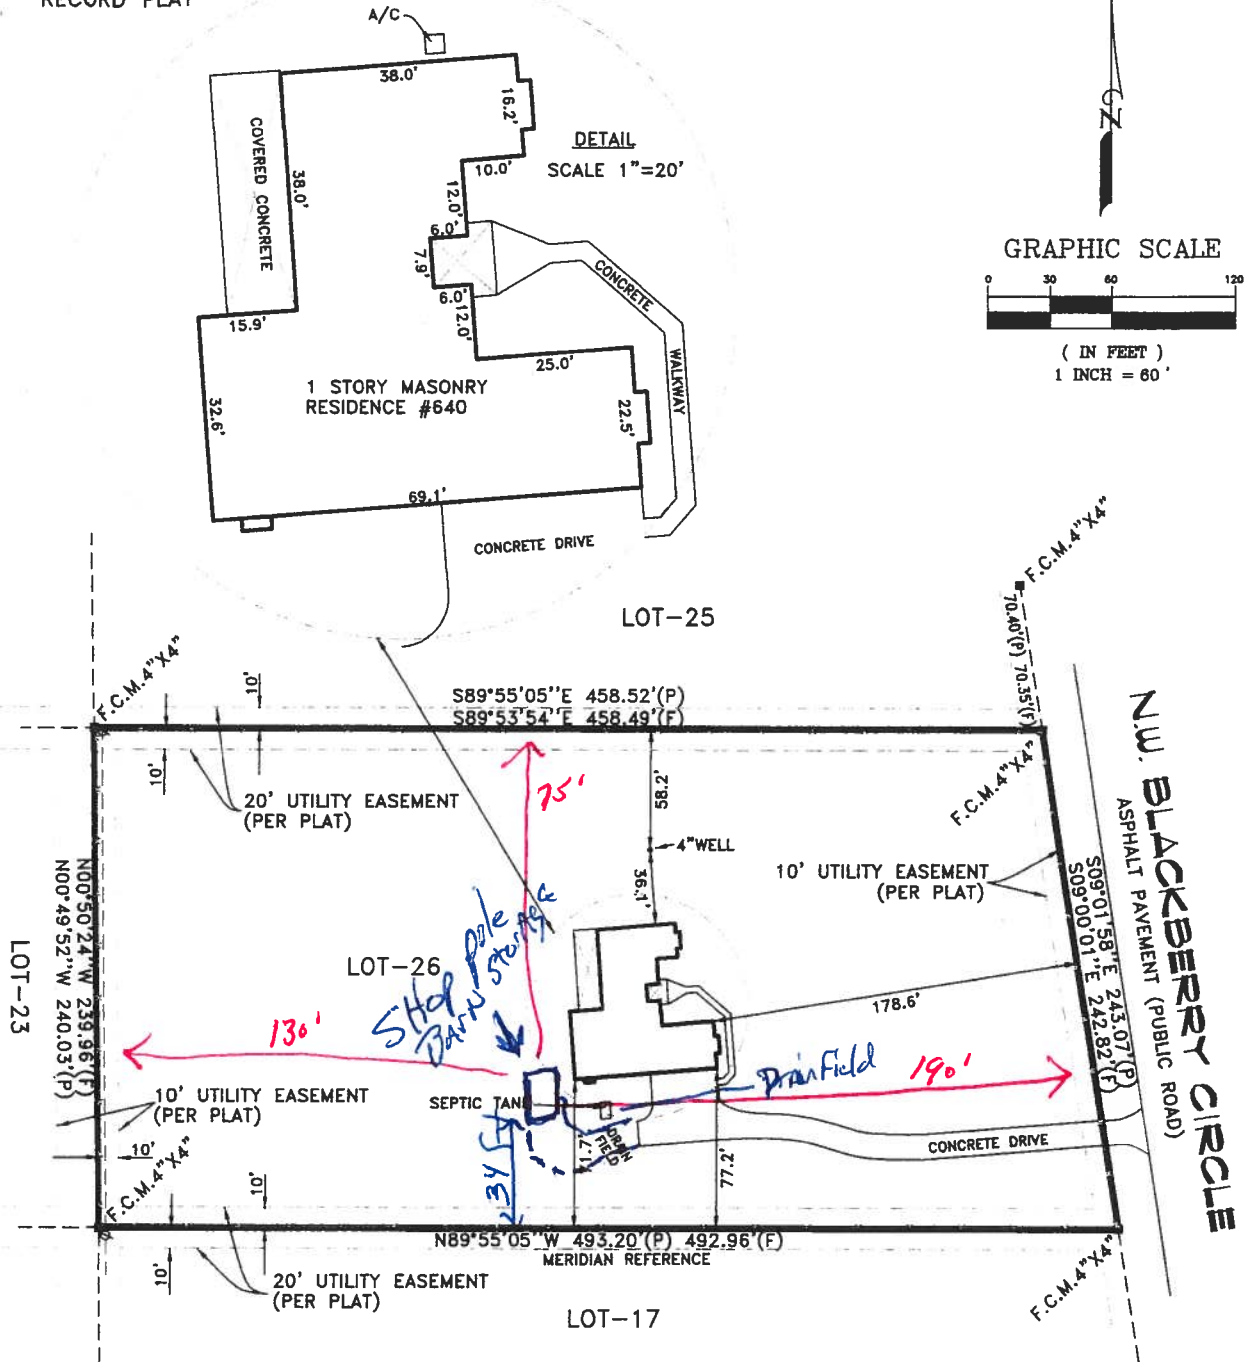 RECORD PLAT
A/C
38.0'
16.2'
DETAIL
SCALE 1"=20'
COVERED CONCRETE
38.0'
10.0'
12.0'
6.0'
7.9'
6.0'
12.0'
CONCRETE
WALKWAY
15.9'
25.0'
1 STORY MASONRY
RESIDENCE #640
32.6'
22.5'
69.1'
CONCRETE DRIVE
GRAPHIC SCALE
0 30 60 120
( IN FEET )
1 INCH = 60 '
LOT-25
F.C.M.4"X4"
70.40'(P) 70.35'(F)
F.C.M.4"X4"
10'
S89°55'05"E 458.52'(P)
S89°53'54"E 458.49'(F)
10'
20' UTILITY EASEMENT
(PER PLAT)
75'
58.2'
4"WELL
36.1'
F.C.M.4"X4"
10' UTILITY EASEMENT
(PER PLAT)
N.W. BLACKBERRY CIRCLE
ASPHALT PAVEMENT (PUBLIC ROAD)
S09°01'58"E 243.07'(P)
S09°00'01"E 242.82'(F)
LOT-23
N00°50'24"W 239.96'(F)
N00°49'52"W 240.03'(P)
LOT-26
SHOP Pole
Barn Storage
178.6'
130'
190'
Drainfield
10' UTILITY EASEMENT
(PER PLAT)
SEPTIC TANK
DRAIN
FIELD
77.2'
34 Ft
CONCRETE DRIVE
10'
F.C.M.4"X4"
10'
N89°55'05"W 493.20'(P) 492.96'(F)
MERIDIAN REFERENCE
10'
20' UTILITY EASEMENT
(PER PLAT)
LOT-17
F.C.M.4"X4"